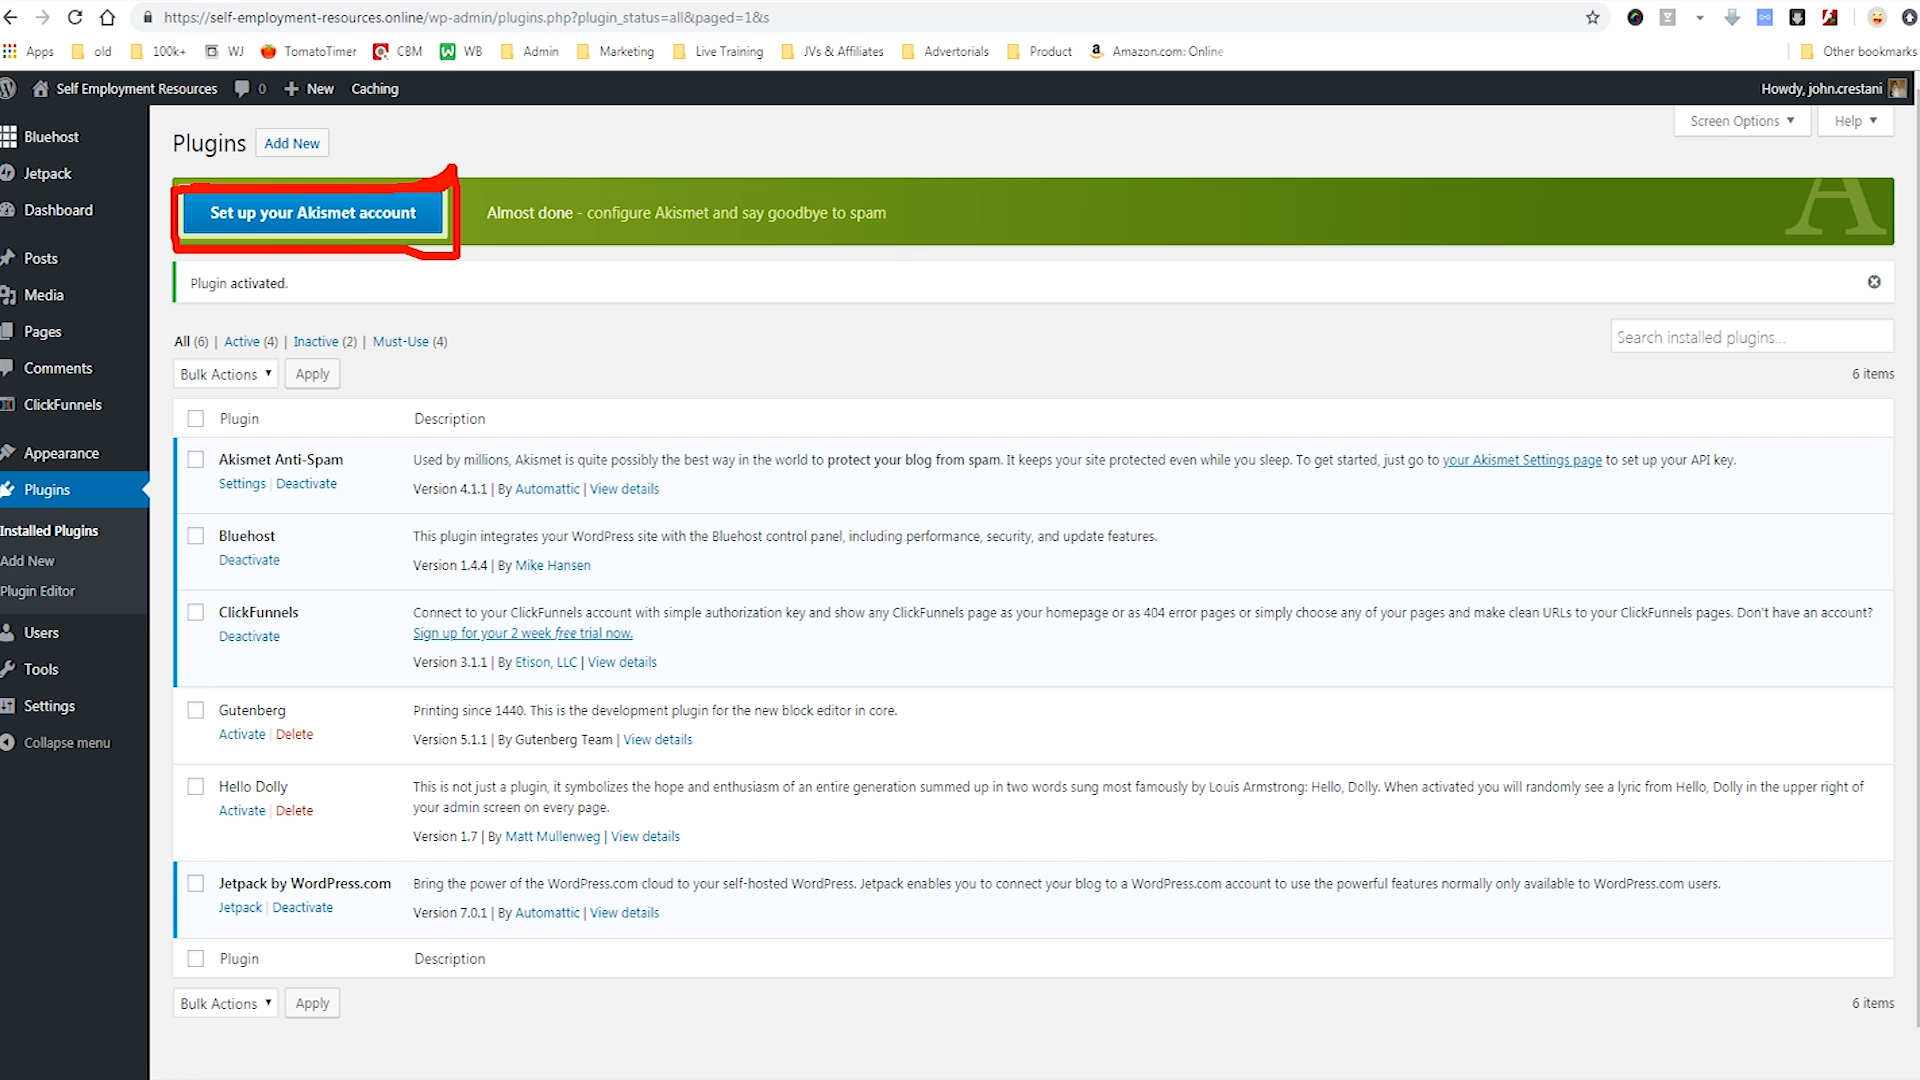 https://self-employment-resources.online/wp-admin/plugins.php?plugin_status=all&paged=1&s
Apps old 100k+ WJ TomatoTimer CBM WB Admin Marketing Live Training JVs & Affiliates Advertorials Product Amazon.com: Online Other bookmarks
Self Employment Resources 0 New Caching Howdy, john.crestani
Screen Options Help
Plugins Add New
Set up your Akismet account
Almost done - configure Akismet and say goodbye to spam
Plugin activated.
All (6) | Active (4) | Inactive (2) | Must-Use (4)
Search installed plugins...
Bulk Actions Apply
6 items
Plugin Description
Akismet Anti-Spam
Settings | Deactivate
Used by millions, Akismet is quite possibly the best way in the world to protect your blog from spam. It keeps your site protected even while you sleep. To get started, just go to your Akismet Settings page to set up your API key.
Version 4.1.1 | By Automattic | View details
Bluehost
Deactivate
This plugin integrates your WordPress site with the Bluehost control panel, including performance, security, and update features.
Version 1.4.4 | By Mike Hansen
ClickFunnels
Deactivate
Connect to your ClickFunnels account with simple authorization key and show any ClickFunnels page as your homepage or as 404 error pages or simply choose any of your pages and make clean URLs to your ClickFunnels pages. Don't have an account?
Sign up for your 2 week free trial now.
Version 3.1.1 | By Etison, LLC | View details
Gutenberg
Activate | Delete
Printing since 1440. This is the development plugin for the new block editor in core.
Version 5.1.1 | By Gutenberg Team | View details
Hello Dolly
Activate | Delete
This is not just a plugin, it symbolizes the hope and enthusiasm of an entire generation summed up in two words sung most famously by Louis Armstrong: Hello, Dolly. When activated you will randomly see a lyric from Hello, Dolly in the upper right of
your admin screen on every page.
Version 1.7 | By Matt Mullenweg | View details
Jetpack by WordPress.com
Jetpack | Deactivate
Bring the power of the WordPress.com cloud to your self-hosted WordPress. Jetpack enables you to connect your blog to a WordPress.com account to use the powerful features normally only available to WordPress.com users.
Version 7.0.1 | By Automattic | View details
Plugin Description
Bulk Actions Apply
6 items
Bluehost
Jetpack
Dashboard
Posts
Media
Pages
Comments
ClickFunnels
Appearance
Plugins
Installed Plugins
Add New
Plugin Editor
Users
Tools
Settings
Collapse menu